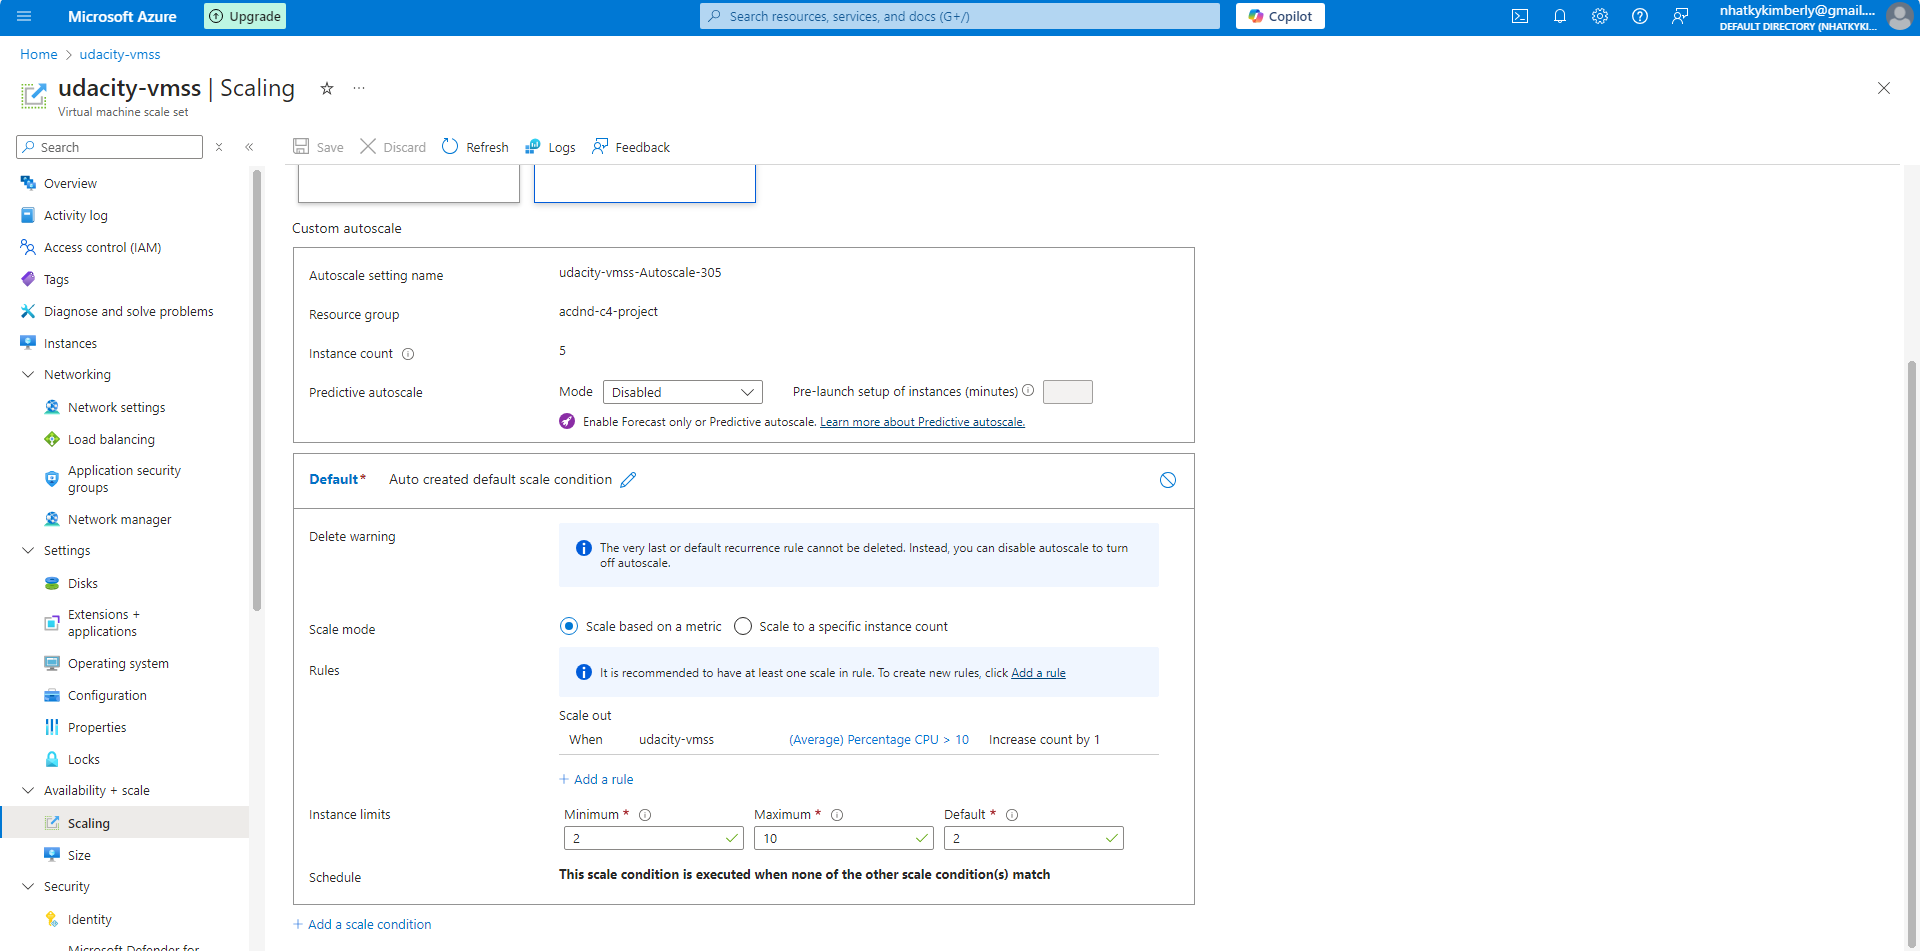 Microsoft Azure
Upgrade
Search resources, services, and docs (G+/)
Copilot
nhatkykimberly@gmail....
DEFAULT DIRECTORY (NHATKYKI...
Home > udacity-vmss
udacity-vmss | Scaling
Virtual machine scale set
Search
Save
Discard
Refresh
Logs
Feedback
Overview
Activity log
Access control (IAM)
Tags
Diagnose and solve problems
Instances
Networking
Network settings
Load balancing
Application security
groups
Network manager
Settings
Disks
Extensions +
applications
Operating system
Configuration
Properties
Locks
Availability + scale
Scaling
Size
Security
Identity
Microsoft Defender for
Custom autoscale
Autoscale setting name
udacity-vmss-Autoscale-305
Resource group
acdnd-c4-project
Instance count
5
Predictive autoscale
Mode
Disabled
Pre-launch setup of instances (minutes)
Enable Forecast only or Predictive autoscale. Learn more about Predictive autoscale.
Default* Auto created default scale condition
Delete warning
The very last or default recurrence rule cannot be deleted. Instead, you can disable autoscale to turn
off autoscale.
Scale mode
Scale based on a metric
Scale to a specific instance count
Rules
It is recommended to have at least one scale in rule. To create new rules, click Add a rule
Scale out
When udacity-vmss (Average) Percentage CPU > 10 Increase count by 1
+ Add a rule
Instance limits
Minimum *
Maximum *
Default *
2
10
2
Schedule
This scale condition is executed when none of the other scale condition(s) match
+ Add a scale condition